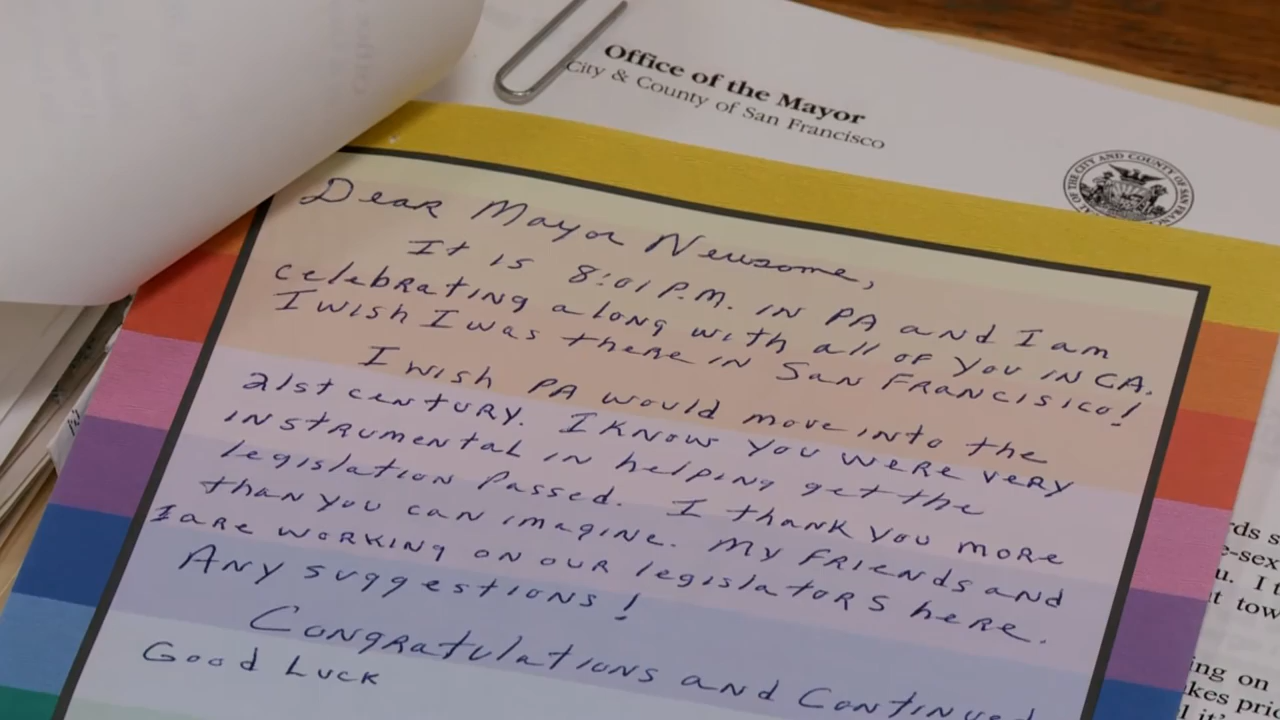 Office of the Mayor
City & County of San Francisco
Dear Mayor Newsome,
It is 8:01 P.M. in PA and I am
celebrating along with all of you in CA.
I wish I was there in San Francisico!
I wish PA would move into the
21st century. I know you were very
instrumental in helping get the
legislation passed. I thank you more
than you can imagine. My friends and
I are working on our legislators here.
Any suggestions!
Congratulations and Continued
Good Luck